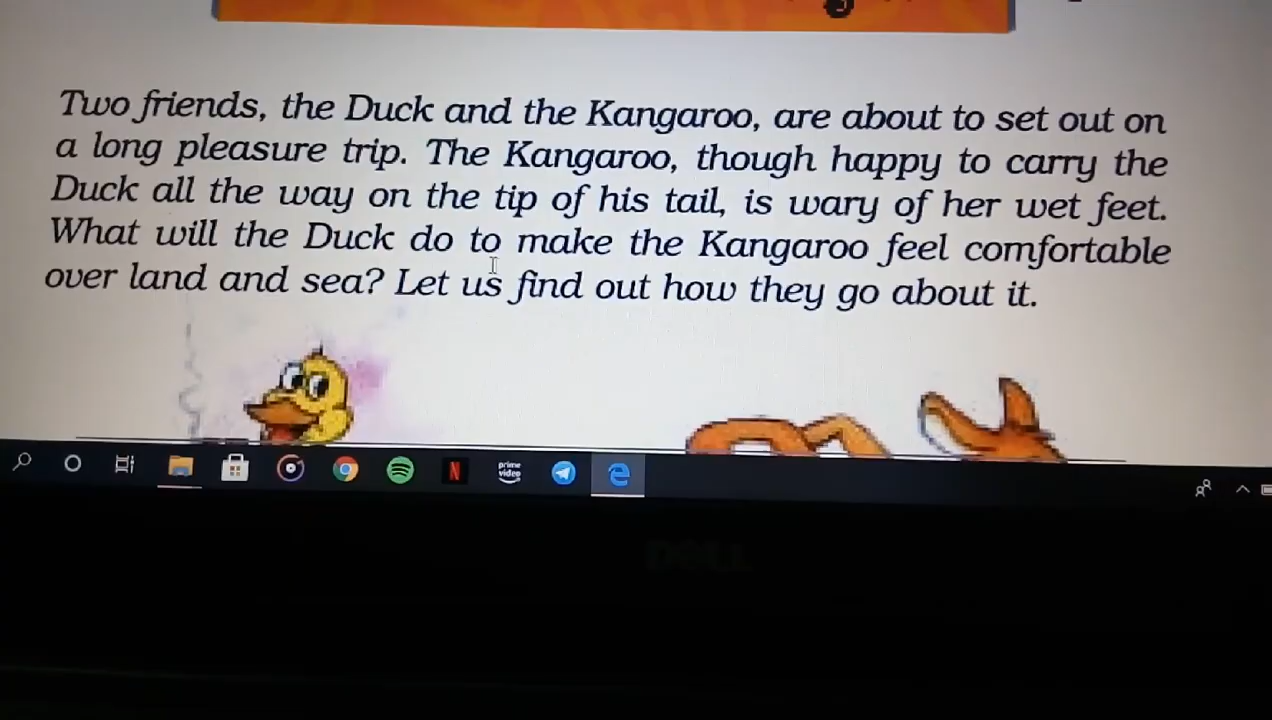 Two friends, the Duck and the Kangaroo, are about to set out on
a long pleasure trip. The Kangaroo, though happy to carry the
Duck all the way on the tip of his tail, is wary of her wet feet.
What will the Duck do to make the Kangaroo feel comfortable
over land and sea? Let us find out how they go about it.
prime
video
DELL